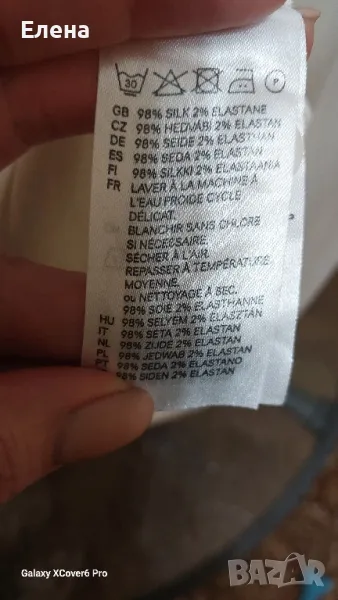 Елена
30
P
GB 98% SILK 2% ELASTANE
CZ 98% HEDVÁBÍ 2% ELASTAN
DE 98% SEIDE 2% ELASTHAN
ES 98% SEDA 2% ELASTÁN
FI 98% SILKKI 2% ELASTAANIA
FR LAVER À LA MACHINE À
L'EAU FROIDE CYCLE
DÉLICAT.
BLANCHIR SANS CHLORE
SI NÉCESSAIRE.
SÉCHER À L'AIR.
REPASSER À TEMPÉRATURE
MOYENNE.
ou NETTOYAGE À SEC.
98% SOIE 2% ELASTHANNE
HU 98% SELYEM 2% ELASZTÁN
IT 98% SETA 2% ELASTAN
NL 98% ZIJDE 2% ELASTAN
PL 98% JEDWAB 2% ELASTAN
PT 98% SEDA 2% ELASTANO
98% SIDEN 2% ELASTAN
Galaxy XCover6 Pro
BAZAR